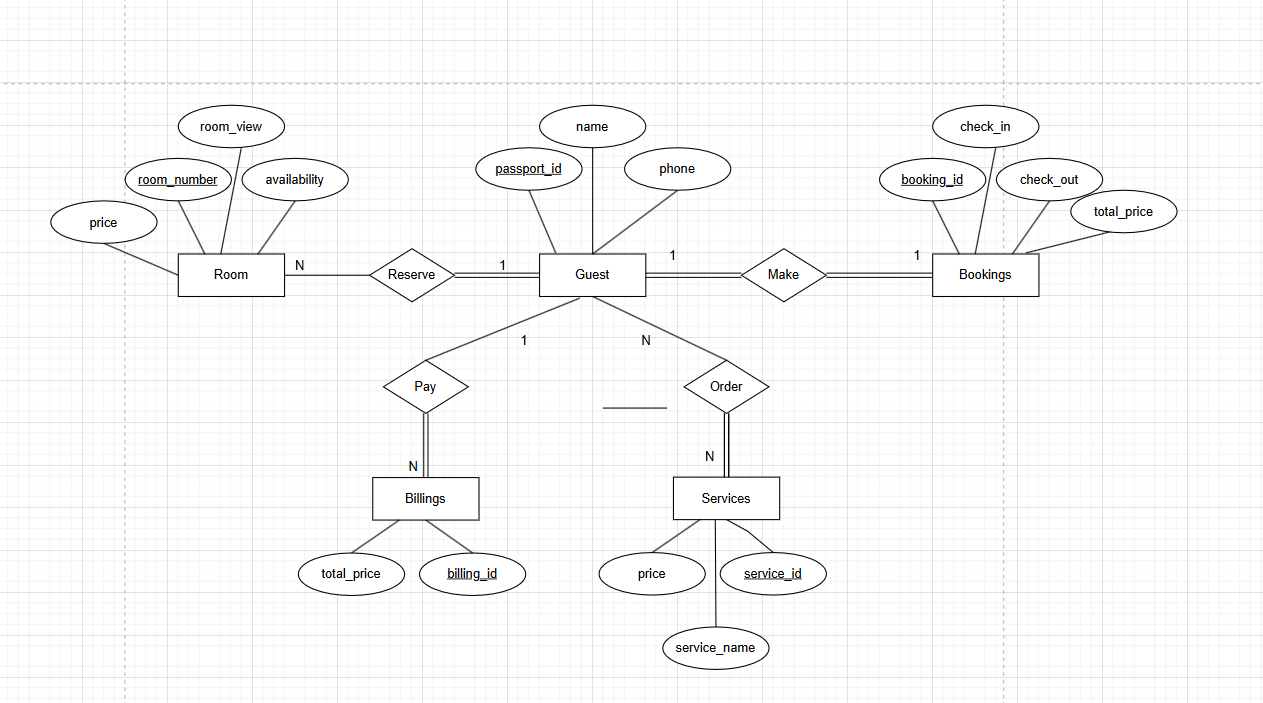 room_view
name
check_in
room_number
availability
passport_id
phone
booking_id
check_out
price
total_price
N
1
1
1
Room
Reserve
Guest
Make
Bookings
1
N
Pay
Order
N
N
Billings
Services
total_price
billing_id
price
service_id
service_name